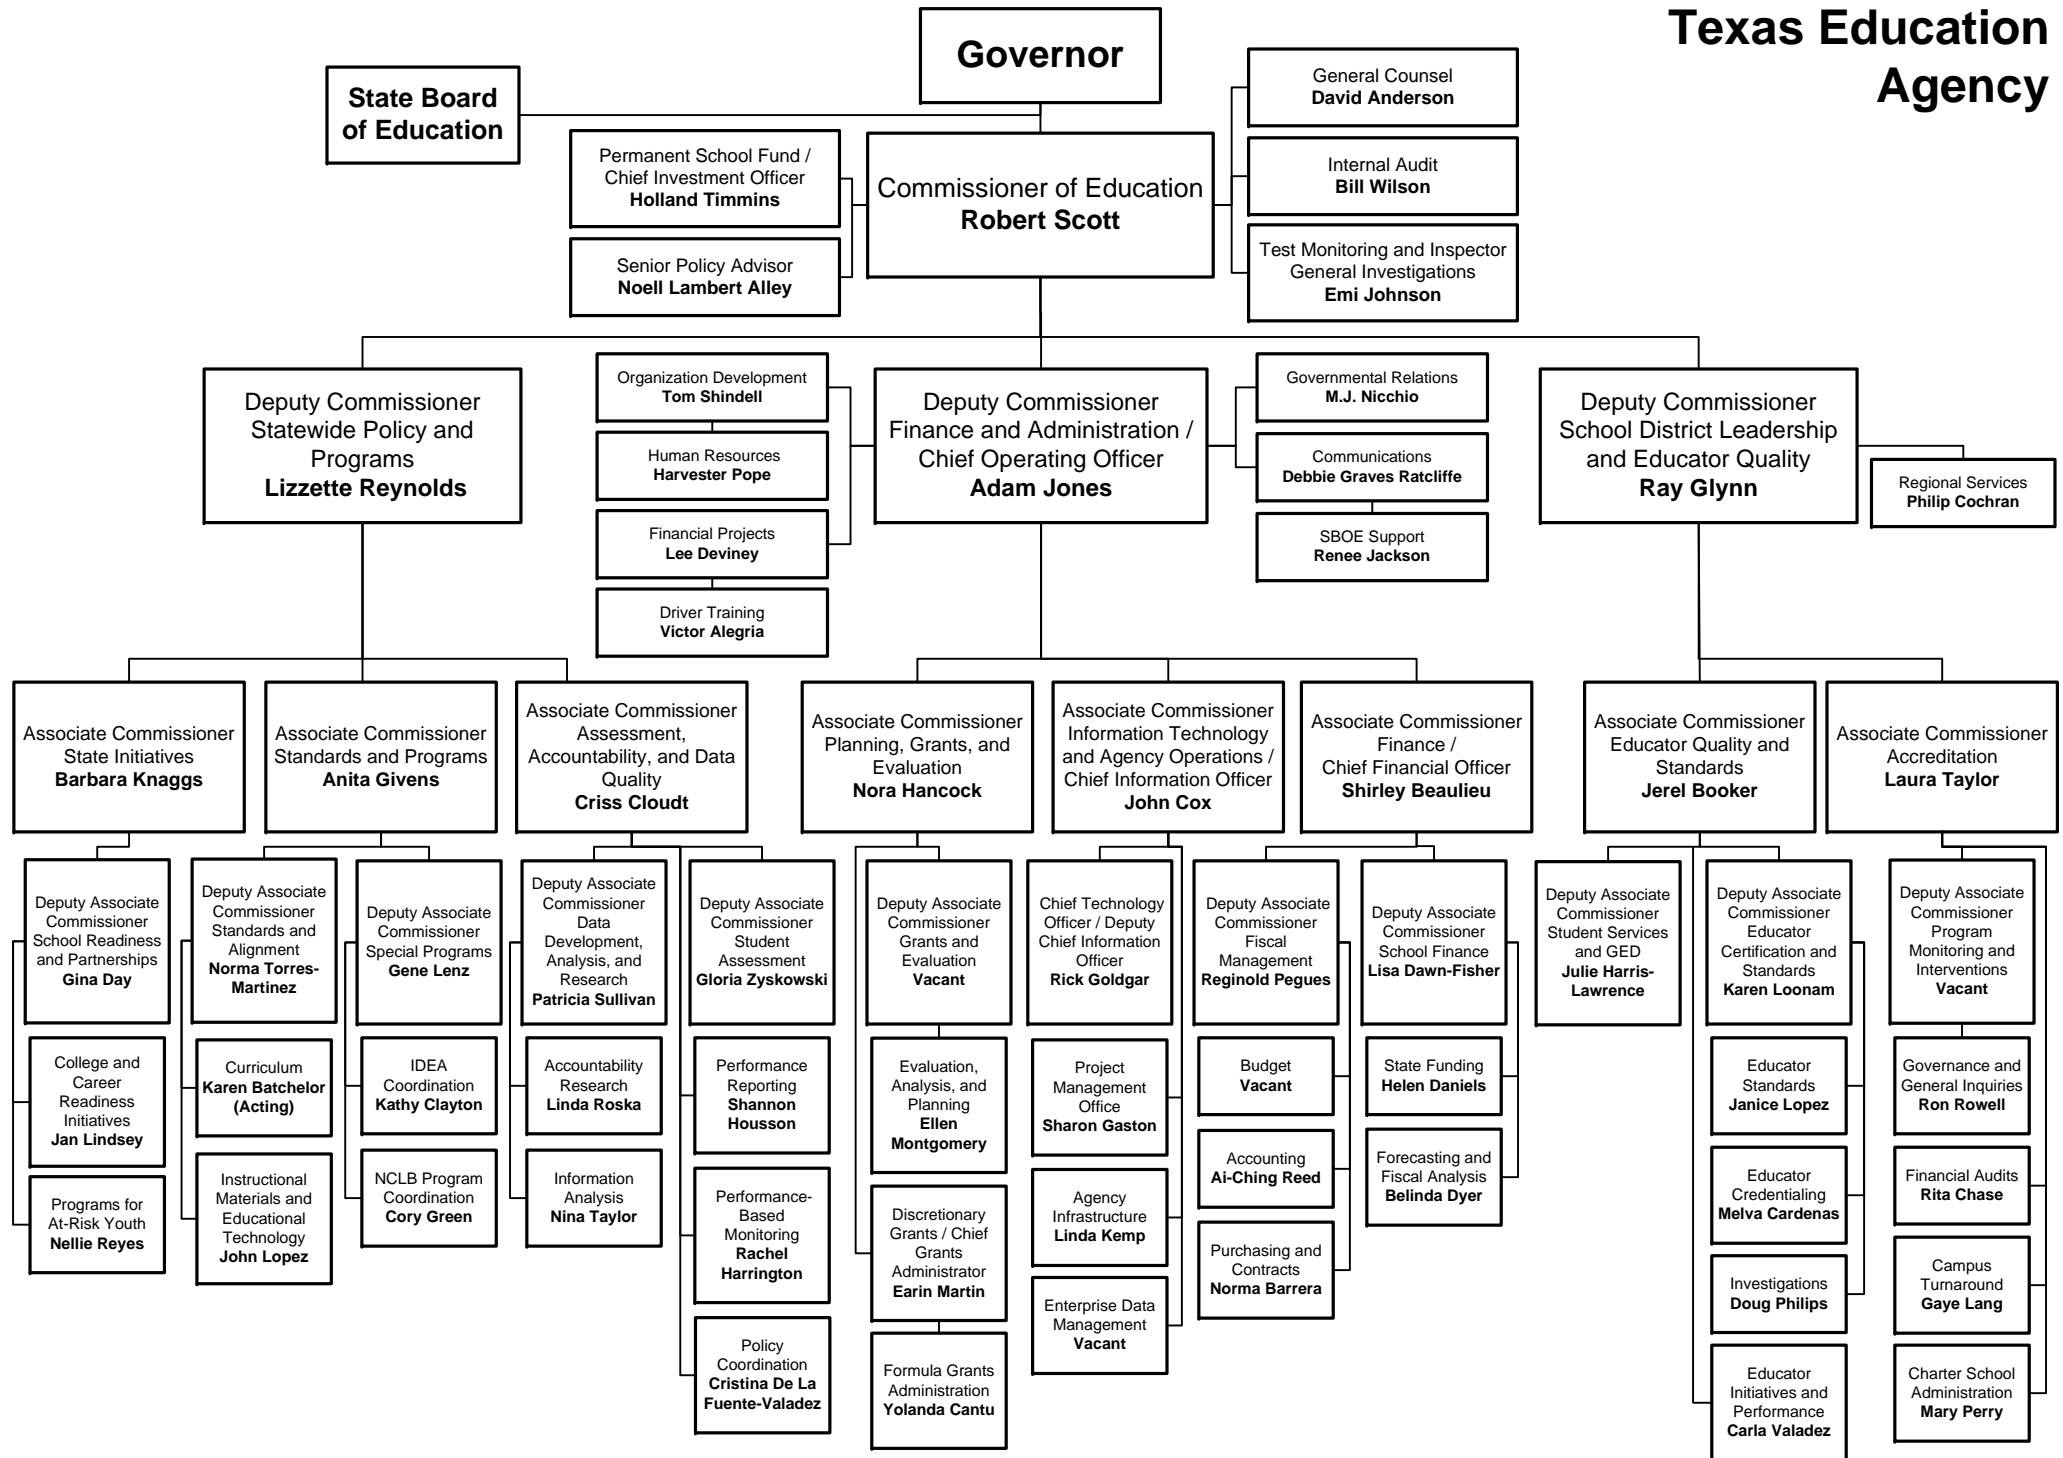 Texas Education
Agency
Governor
State Board
of Education
General Counsel
David Anderson
Permanent School Fund /
Chief Investment Officer
Holland Timmins
Commissioner of Education
Robert Scott
Internal Audit
Bill Wilson
Senior Policy Advisor
Noell Lambert Alley
Test Monitoring and Inspector
General Investigations
Emi Johnson
Deputy Commissioner
Statewide Policy and
Programs
Lizzette Reynolds
Organization Development
Tom Shindell
Human Resources
Harvester Pope
Financial Projects
Lee Deviney
Driver Training
Victor Alegria
Deputy Commissioner
Finance and Administration /
Chief Operating Officer
Adam Jones
Governmental Relations
M.J. Nicchio
Communications
Debbie Graves Ratcliffe
SBOE Support
Renee Jackson
Deputy Commissioner
School District Leadership
and Educator Quality
Ray Glynn
Regional Services
Philip Cochran
Associate Commissioner
State Initiatives
Barbara Knaggs
Associate Commissioner
Standards and Programs
Anita Givens
Associate Commissioner
Assessment,
Accountability, and Data
Quality
Criss Cloudt
Associate Commissioner
Planning, Grants, and
Evaluation
Nora Hancock
Associate Commissioner
Information Technology
and Agency Operations /
Chief Information Officer
John Cox
Associate Commissioner
Finance /
Chief Financial Officer
Shirley Beaulieu
Associate Commissioner
Educator Quality and
Standards
Jerel Booker
Associate Commissioner
Accreditation
Laura Taylor
Deputy Associate
Commissioner
School Readiness
and Partnerships
Gina Day
College and
Career
Readiness
Initiatives
Jan Lindsey
Programs for
At-Risk Youth
Nellie Reyes
Deputy Associate
Commissioner
Standards and
Alignment
Norma Torres-
Martinez
Curriculum
Karen Batchelor
(Acting)
Instructional
Materials and
Educational
Technology
John Lopez
Deputy Associate
Commissioner
Special Programs
Gene Lenz
IDEA
Coordination
Kathy Clayton
NCLB Program
Coordination
Cory Green
Deputy Associate
Commissioner
Data
Development,
Analysis, and
Research
Patricia Sullivan
Accountability
Research
Linda Roska
Information
Analysis
Nina Taylor
Deputy Associate
Commissioner
Student
Assessment
Gloria Zyskowski
Performance
Reporting
Shannon
Housson
Performance-
Based
Monitoring
Rachel
Harrington
Policy
Coordination
Cristina De La
Fuente-Valadez
Deputy Associate
Commissioner
Grants and
Evaluation
Vacant
Evaluation,
Analysis, and
Planning
Ellen
Montgomery
Discretionary
Grants / Chief
Grants
Administrator
Earin Martin
Formula Grants
Administration
Yolanda Cantu
Chief Technology
Officer / Deputy
Chief Information
Officer
Rick Goldgar
Project
Management
Office
Sharon Gaston
Agency
Infrastructure
Linda Kemp
Enterprise Data
Management
Vacant
Deputy Associate
Commissioner
Fiscal
Management
Reginold Pegues
Budget
Vacant
Accounting
Ai-Ching Reed
Purchasing and
Contracts
Norma Barrera
Deputy Associate
Commissioner
School Finance
Lisa Dawn-Fisher
State Funding
Helen Daniels
Forecasting and
Fiscal Analysis
Belinda Dyer
Deputy Associate
Commissioner
Student Services
and GED
Julie Harris-
Lawrence
Deputy Associate
Commissioner
Educator
Certification and
Standards
Karen Loonam
Educator
Standards
Janice Lopez
Educator
Credentialing
Melva Cardenas
Investigations
Doug Philips
Educator
Initiatives and
Performance
Carla Valadez
Deputy Associate
Commissioner
Program
Monitoring and
Interventions
Vacant
Governance and
General Inquiries
Ron Rowell
Financial Audits
Rita Chase
Campus
Turnaround
Gaye Lang
Charter School
Administration
Mary Perry